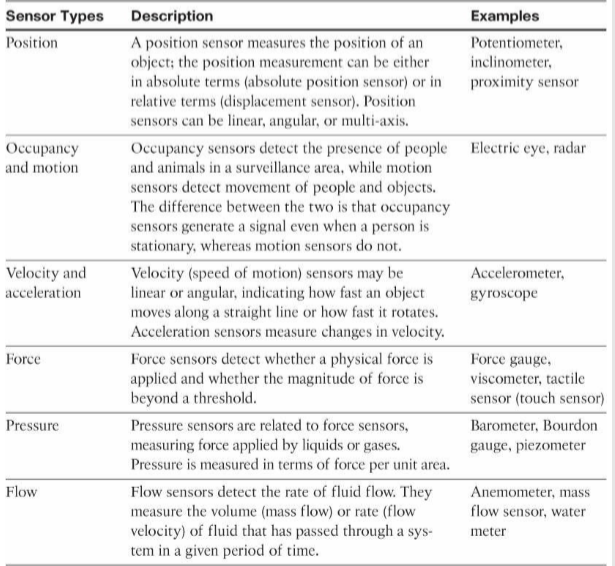 Sensor Types Description Examples
Position A position sensor measures the position of an Potentiometer,
object; the position measurement can be either inclinometer,
in absolute terms (absolute position sensor) or in proximity sensor
relative terms (displacement sensor). Position
sensors can be linear, angular, or multi-axis.
Occupancy Occupancy sensors detect the presence of people Electric eye, radar
and motion and animals in a surveillance area, while motion
sensors detect movement of people and objects.
The difference between the two is that occupancy
sensors generate a signal even when a person is
stationary, whereas motion sensors do not.
Velocity and Velocity (speed of motion) sensors may be Accelerometer,
acceleration linear or angular, indicating how fast an object gyroscope
moves along a straight line or how fast it rotates.
Acceleration sensors measure changes in velocity.
Force Force sensors detect whether a physical force is Force gauge,
applied and whether the magnitude of force is viscometer, tactile
beyond a threshold. sensor (touch sensor)
Pressure Pressure sensors are related to force sensors, Barometer, Bourdon
measuring force applied by liquids or gases. gauge, piezometer
Pressure is measured in terms of force per unit area.
Flow Flow sensors detect the rate of fluid flow. They Anemometer, mass
measure the volume (mass flow) or rate (flow flow sensor, water
velocity) of fluid that has passed through a sys- meter
tem in a given period of time.